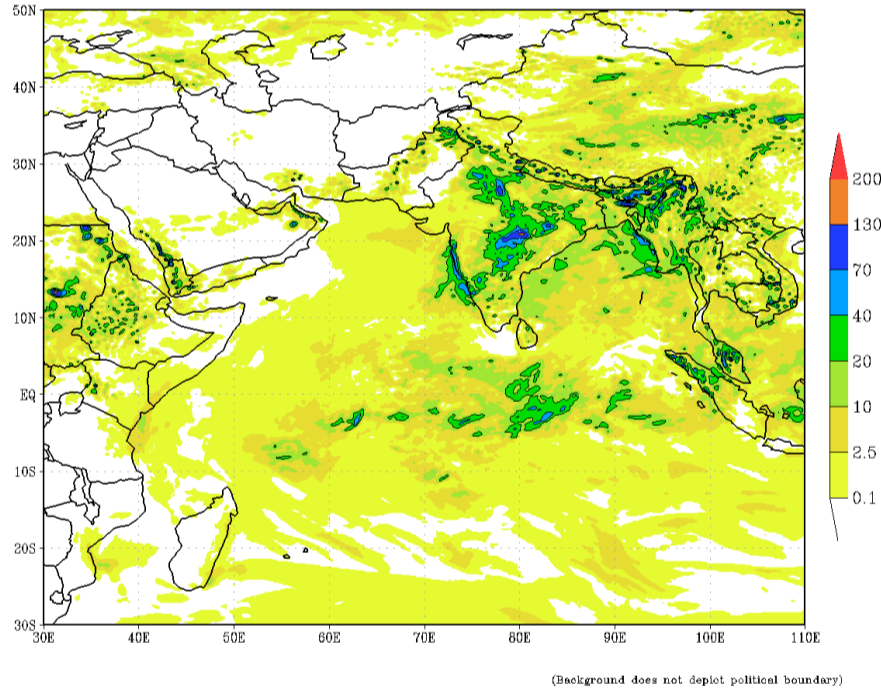 50N
40N
30N
20N
10N
EQ
10S
20S
30S
30E 40E 50E 60E 70E 80E 90E 100E 110E
200
130
70
40
20
10
2.5
0.1
(Background does not depict political boundary)